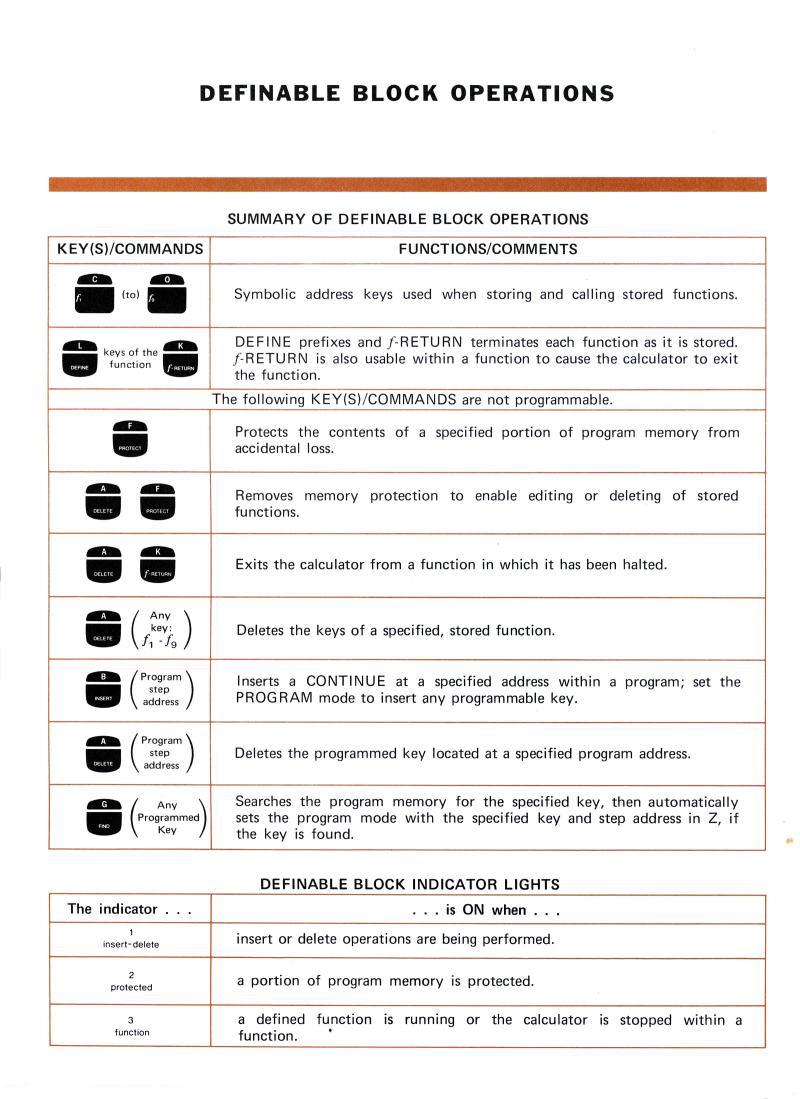 DEFINABLE BLOCK OPERATIONS
SUMMARY OF DEFINABLE BLOCK OPERATIONS
KEY(S)/COMMANDS
FUNCTIONS/COMMENTS
C
f1
(to)
O
f9
Symbolic address keys used when storing and calling stored functions.
L
DEFINE
keys of the
function
K
f-RETURN
DEFINE prefixes and f-RETURN terminates each function as it is stored.
f-RETURN is also usable within a function to cause the calculator to exit
the function.
The following KEY(S)/COMMANDS are not programmable.
F
PROTECT
Protects the contents of a specified portion of program memory from
accidental loss.
A
DELETE
F
PROTECT
Removes memory protection to enable editing or deleting of stored
functions.
A
DELETE
K
f-RETURN
Exits the calculator from a function in which it has been halted.
A
DELETE
(Any
key:
f1 - f9)
Deletes the keys of a specified, stored function.
B
INSERT
(Program
step
address)
Inserts a CONTINUE at a specified address within a program; set the
PROGRAM mode to insert any programmable key.
A
DELETE
(Program
step
address)
Deletes the programmed key located at a specified program address.
G
FIND
(Any
Programmed
Key)
Searches the program memory for the specified key, then automatically
sets the program mode with the specified key and step address in Z, if
the key is found.
DEFINABLE BLOCK INDICATOR LIGHTS
The indicator . . .
. . . is ON when . . .
1
insert-delete
insert or delete operations are being performed.
2
protected
a portion of program memory is protected.
3
function
a defined function is running or the calculator is stopped within a
function.